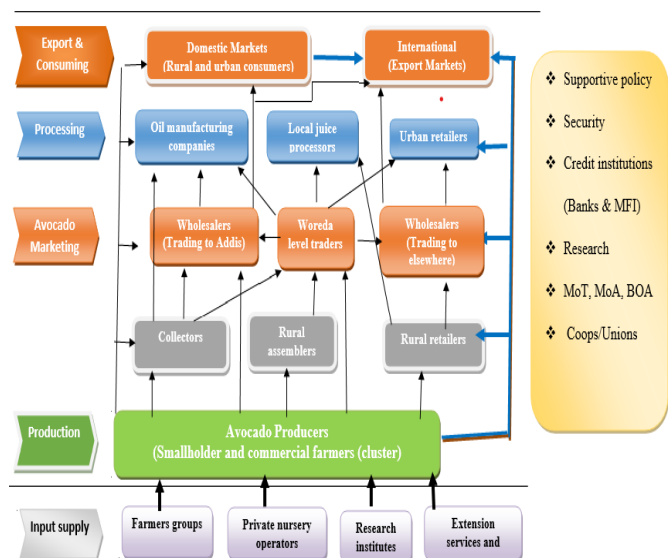 Export &
Consuming
Domestic Markets
(Rural and urban consumers)
International
(Export Markets)
Processing
Oil manufacturing
companies
Local juice
processors
Urban retailers
Avocado
Marketing
Wholesalers
(Trading to Addis)
Woreda
level traders
Wholesalers
(Trading to
elsewhere)
Collectors
Rural
assemblers
Rural retailers
Production
Avocado Producers
(Smallholder and commercial farmers (cluster)
Input supply
Farmers groups
Private nursery
operators
Research
institutes
Extension
services and
❖ Supportive policy
❖ Security
❖ Credit institutions
(Banks & MFI)
❖ Research
❖ MoT, MoA, BOA
❖ Coops/Unions